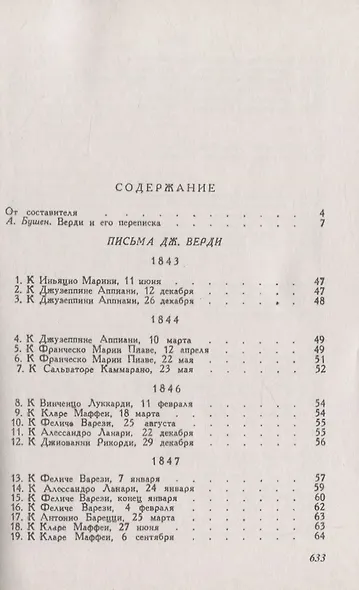 СОДЕРЖАНИЕ
От составителя . . . . . . . . . . . 4
А. Бушен. Верди и его переписка . . . . . . . 7
ПИСЬМА ДЖ. ВЕРДИ
1843
1. К Иньяцио Марини, 11 июня . . . . . . 47
2. К Джузеппине Аппиани, 12 декабря . . . . . 47
3. К Джузеппини Аппиани, 26 декабря . . . . . 48
1844
4. К Джузеппине Аппиани, 10 марта . . . . . 49
5. К Франческо Марии Пиаве, 12 апреля . . . . . 49
6. К Франческо Марии Пиаве, 22 мая . . . . . 51
7. К Сальваторе Каммарано, 23 мая . . . . . 52
1846
8. К Винченцо Луккарди, 11 февраля . . . . . 54
9. К Кларе Маффеи, 18 марта . . . . . . 54
10. К Феличе Варези, 25 августа . . . . . . 55
11. К Алессандро Ланари, 22 декабря . . . . . 55
12. К Джиованни Рикорди, 29 декабря . . . . . 56
1847
13. К Феличе Варези, 7 января . . . . . . 57
14. К Алессандро Ланари, 24 января . . . . . 59
15. К Феличе Варези, конец января . . . . . 60
16. К Феличе Варези, 4 февраля . . . . . . 62
17. К Антонио Барецци, 25 марта . . . . . . 63
18. К Кларе Маффеи, 27 июня . . . . . . 63
19. К Кларе Маффеи, 6 сентября . . . . . . 64
633